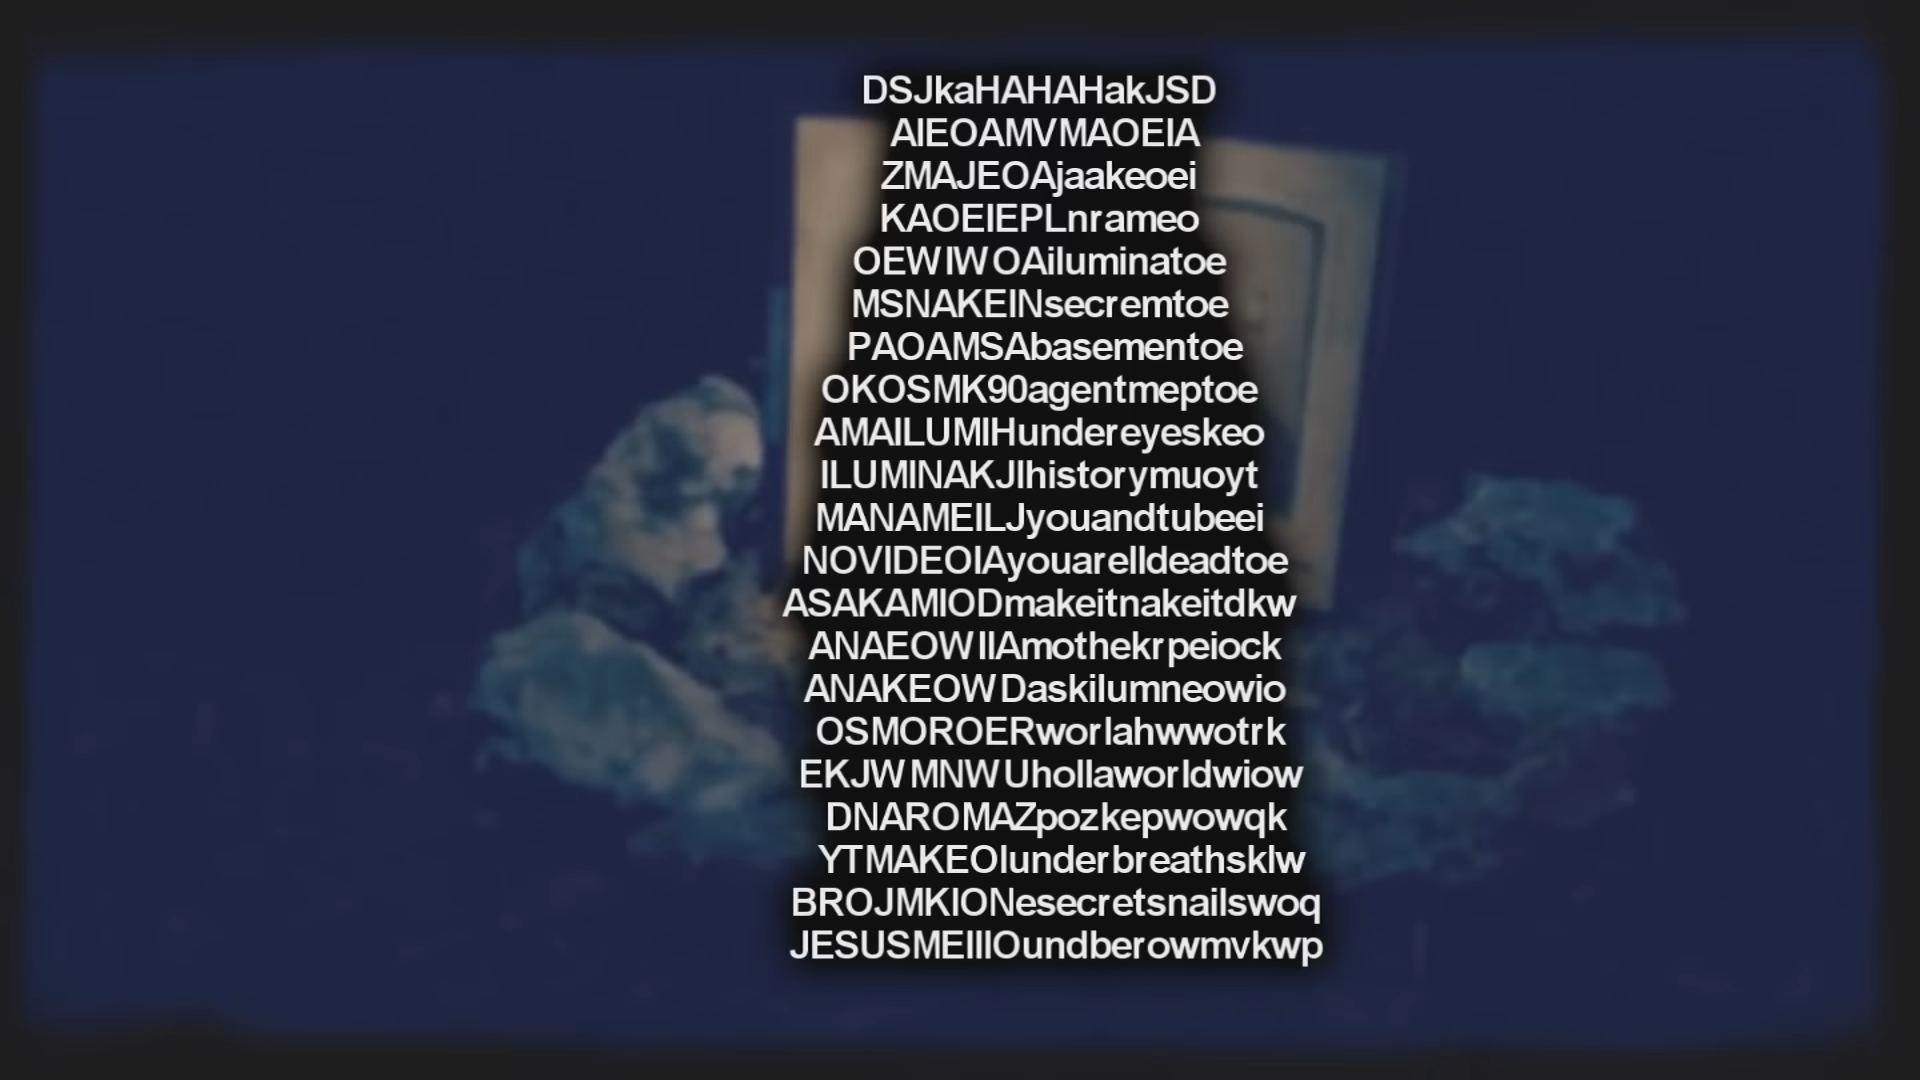 DSJkaHAHAHakJSD
AIEOAMVMAOEIA
ZMAJEOAjaakeoei
KAOEIEPLnrameo
OEWIWOAiluminatoe
MSNAKEINsecremtoe
PAOAMSAbasementoe
OKOSMK90agentmeptoe
AMAILUMIHundereyeskeo
ILUMINAKJIhistorymuoyt
MANAMEILJyouandtubeei
NOVIDEOIAyouarelldeadtoe
ASAKAMIODmakeitnakeitdkw
ANAEOWIIAmothekrpeiock
ANAKEOWDaskilumneowio
OSMOROERworlahwwotrk
EKJWMNWUhollaworldwiow
DNAROMAZpozkepwowqk
YTMAKEOIunderbreathsklw
BROJMKIONesecretsnailswoq
JESUSMEIIIOundberowmvkwp